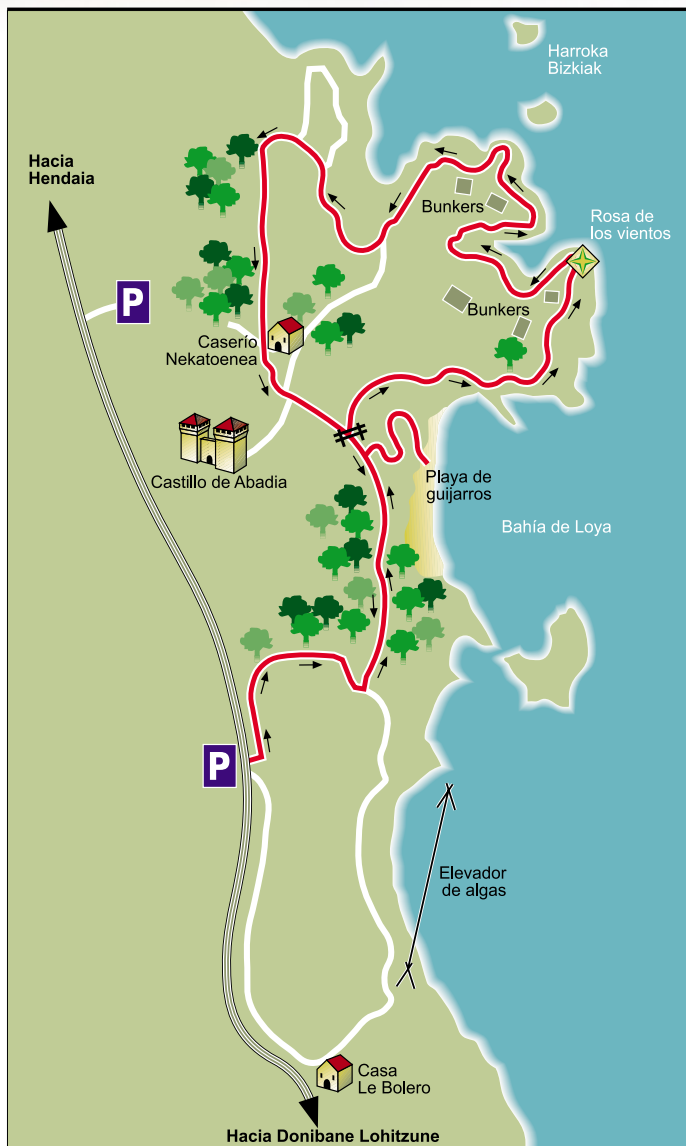 Harroka
Bizkiak
Hacia
Hendaia
Bunkers
Rosa de
los vientos
P
Bunkers
Caserío
Nekatoenea
Castillo de Abadia
Playa de
guijarros
Bahía de Loya
P
Elevador
de algas
Casa
Le Bolero
Hacia Donibane Lohitzune